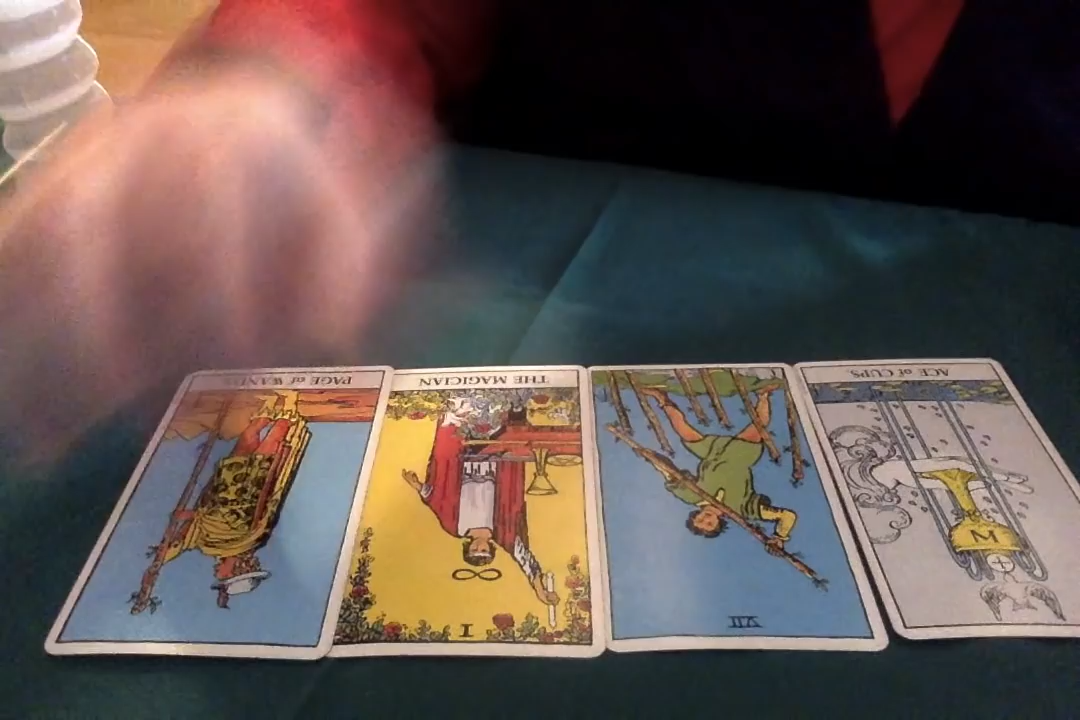 PAGE of WANDS.
THE MAGICIAN
ACE of CUPS.
I
VII
W